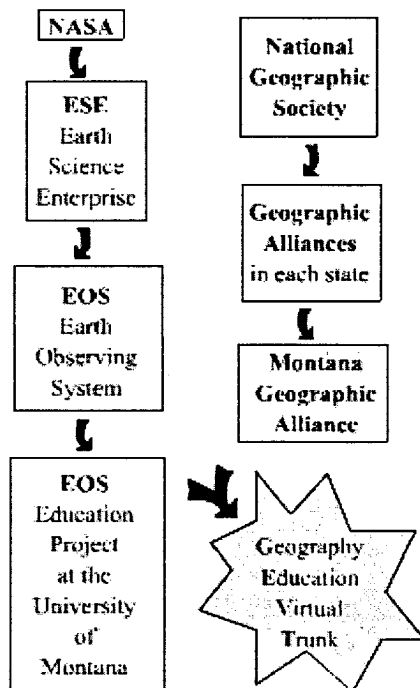 NASA
ESE
Earth
Science
Enterprise
EOS
Earth
Observing
System
EOS
Education
Project
at the
University
of
Montana
National
Geographic
Society
Geographic
Alliances
in each state
Montana
Geographic
Alliance
Geography
Education
Virtual
Trunk